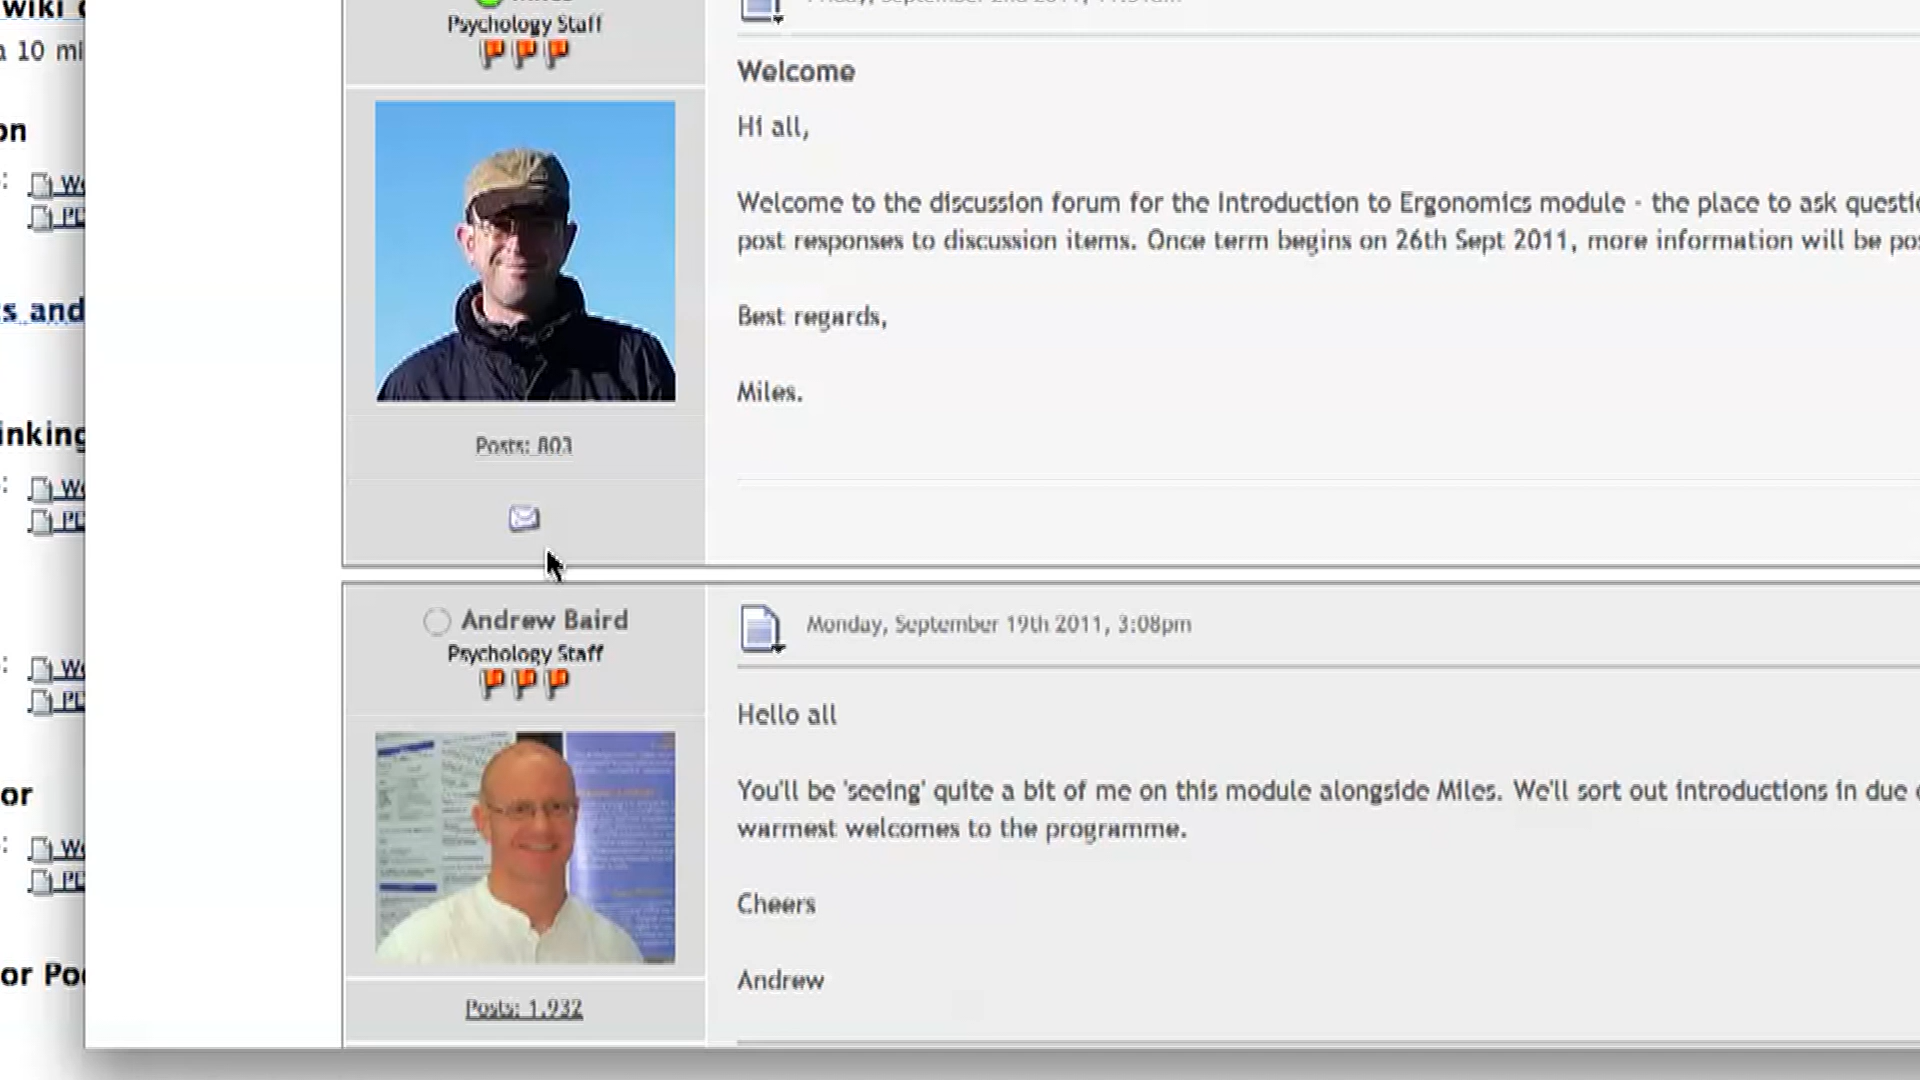 wiki
a 10 mi
on
s and
inking
or
or Po
Psychology Staff
Welcome
Hi all,
Welcome to the discussion forum for the Introduction to Ergonomics module - the place to ask questi
post responses to discussion items. Once term begins on 26th Sept 2011, more information will be po
Best regards,
Miles.
Posts: 803
Andrew Baird
Psychology Staff
Monday, September 19th 2011, 3:08pm
Hello all
You'll be 'seeing' quite a bit of me on this module alongside Miles. We'll sort out introductions in due
warmest welcomes to the programme.
Cheers
Andrew
Posts: 1,932